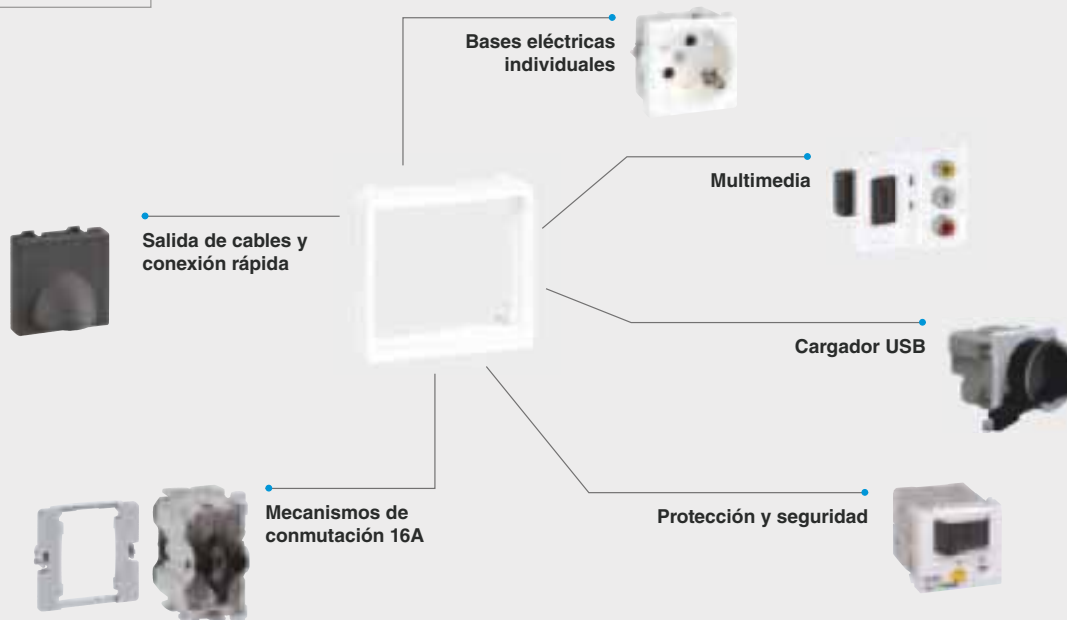 Bases eléctricas
individuales
Multimedia
Salida de cables y
conexión rápida
Cargador USB
Mecanismos de
conmutación 16A
Protección y seguridad